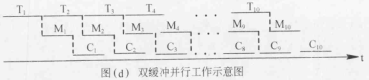 T₁ T₂ T₃ T₄ ··· T₁₀
M₁ M₂ M₃ M₄ ··· M₉ M₁₀
C₁ C₂ C₃ ··· C₈ C₉ C₁₀
t
图(d) 双缓冲并行工作示意图